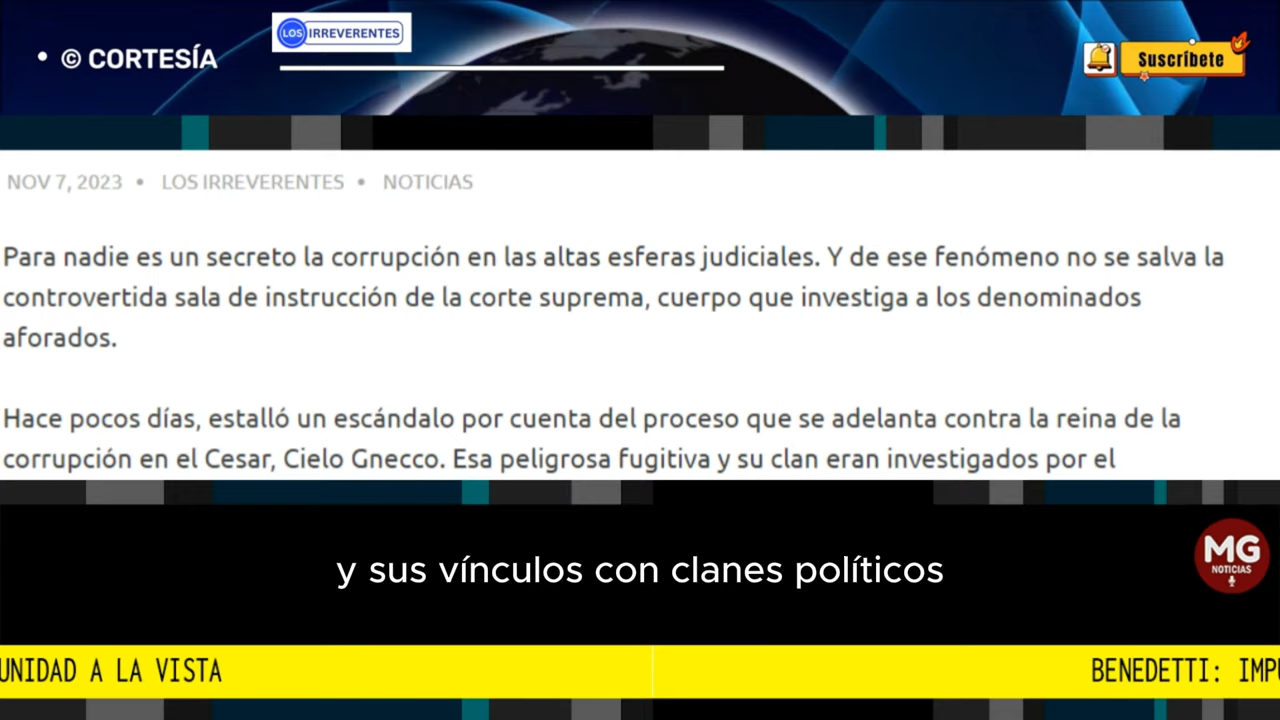 • © CORTESÍA
LOS IRREVERENTES
Suscríbete
NOV 7, 2023 • LOS IRREVERENTES • NOTICIAS
Para nadie es un secreto la corrupción en las altas esferas judiciales. Y de ese fenómeno no se salva la
controvertida sala de instrucción de la corte suprema, cuerpo que investiga a los denominados
aforados.
Hace pocos días, estalló un escándalo por cuenta del proceso que se adelanta contra la reina de la
corrupción en el Cesar, Cielo Gnecco. Esa peligrosa fugitiva y su clan eran investigados por el
y sus vínculos con clanes políticos
MG
NOTICIAS
UNIDAD A LA VISTA BENEDETTI: IMPU